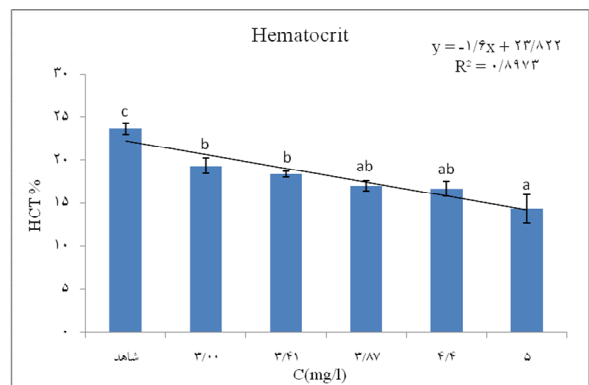 Hematocrit
y = -۱/۶x + ۲۳/۸۲۲
R² = ۰/۸۹۷۳
HCT %
۳۰
۲۵
۲۰
۱۵
۱۰
۵
۰
c
b
b
ab
ab
a
شاهد
۳/۰۰
۳/۴۱
۳/۸۷
۴/۴
۵
C(mg/l)